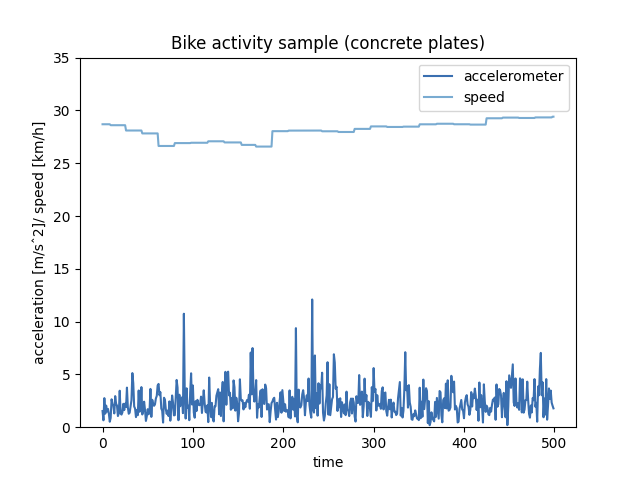 Bike activity sample (concrete plates)
accelerometer
speed
35
30
25
20
15
10
5
0
acceleration [m/sˆ2]/ speed [km/h]
0 100 200 300 400 500
time